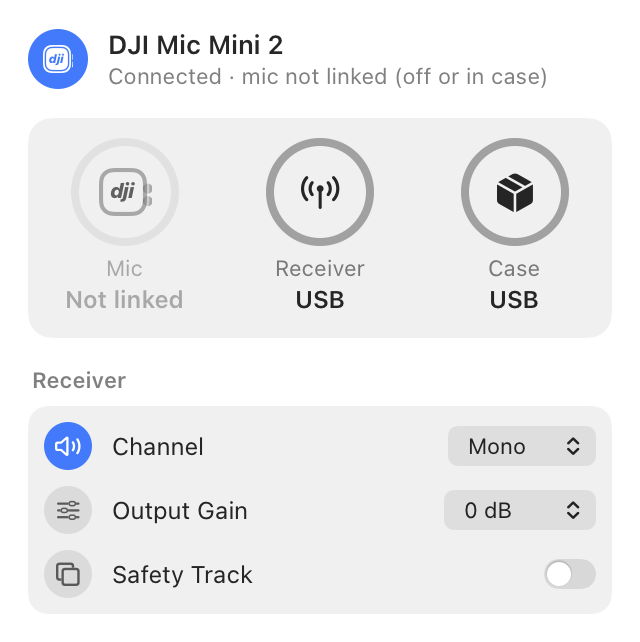 dji
DJI Mic Mini 2
Connected · mic not linked (off or in case)
dji
Mic
Not linked
Receiver
USB
Case
USB
Receiver
Channel
Mono
Output Gain
0 dB
Safety Track